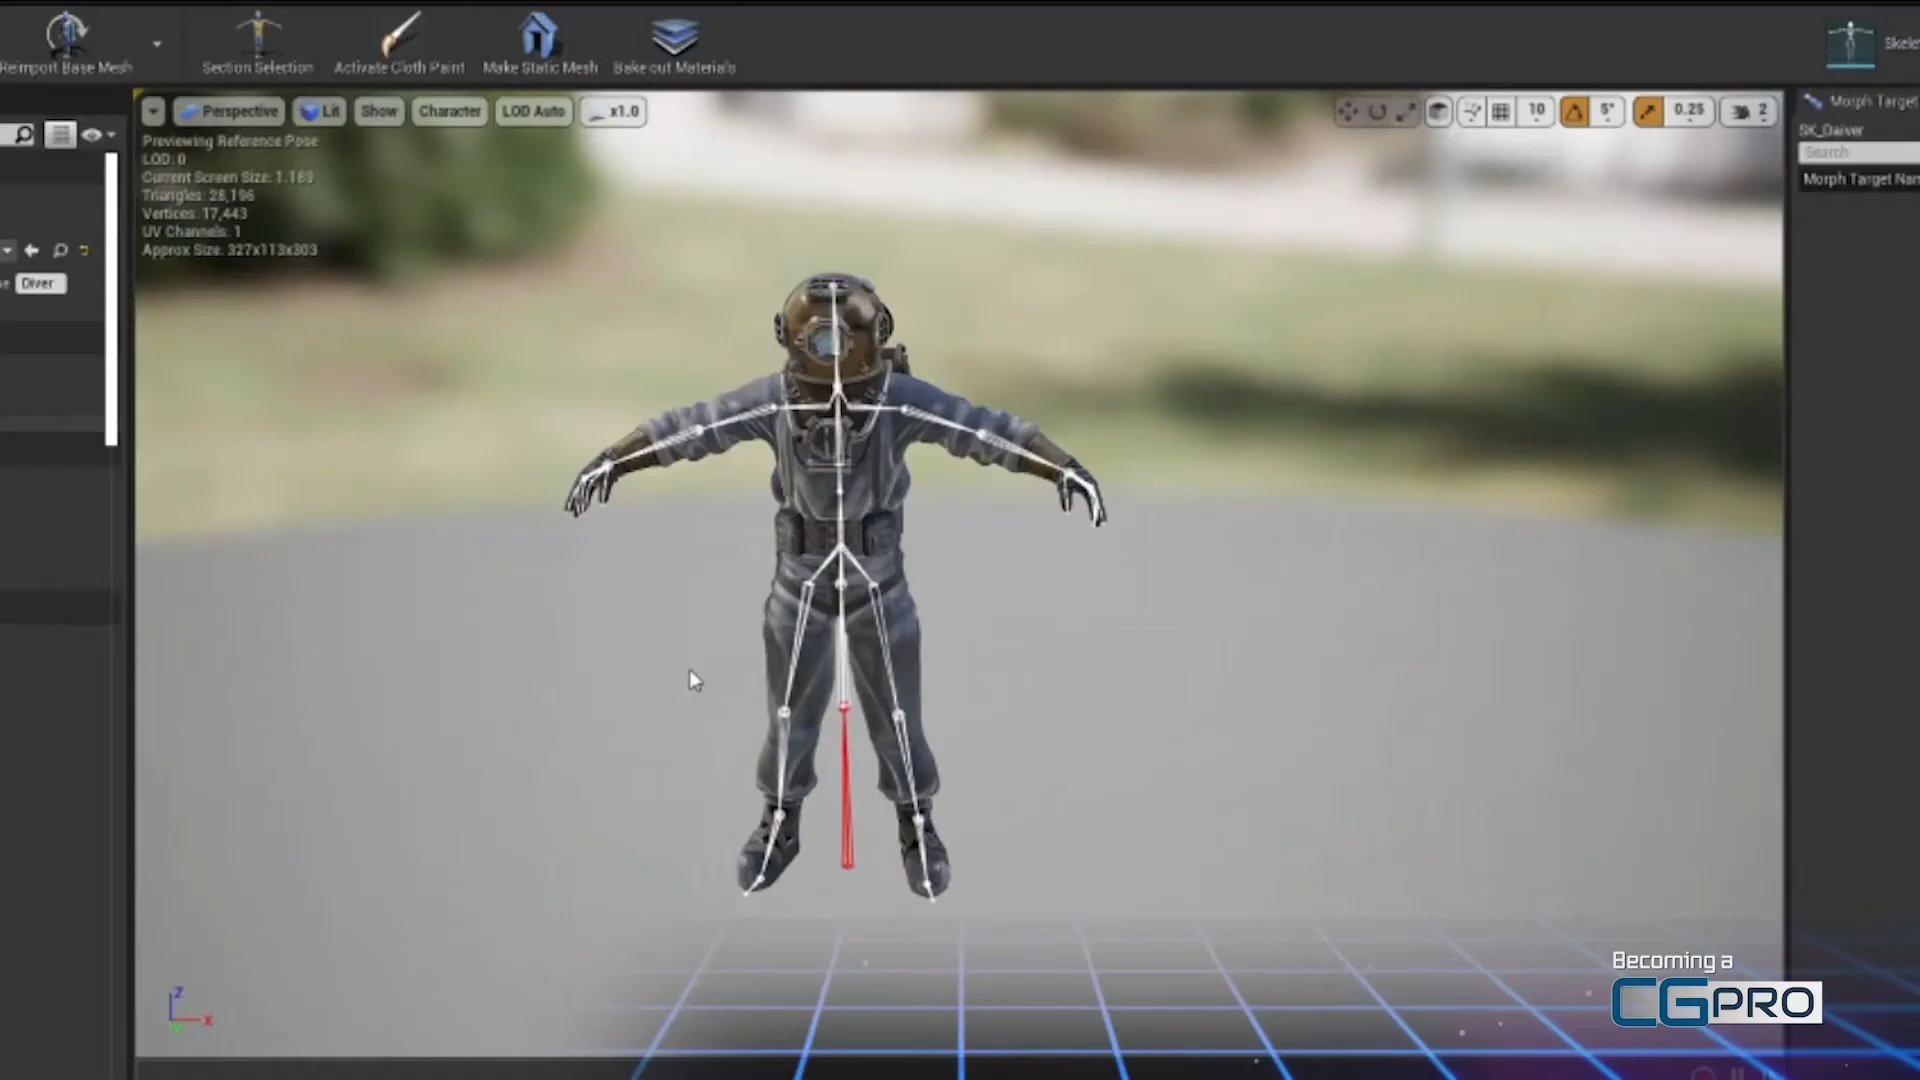 Reimport Base Mesh
Section Selection
Activate Cloth Paint
Make Static Mesh
Bake out Materials
Skele
Perspective
Lit
Show
Character
LOD Auto
x1.0
10
5°
0.25
2
Previewing Reference Pose
LOD: 0
Current Screen Size: 1.189
Triangles: 28,196
Vertices: 17,443
UV Channels: 1
Approx Size: 327x113x303
Diver
Morph Target
SK_Daiver
Search
Morph Target Nam
Z
X
Y
Becoming a
CGPRO